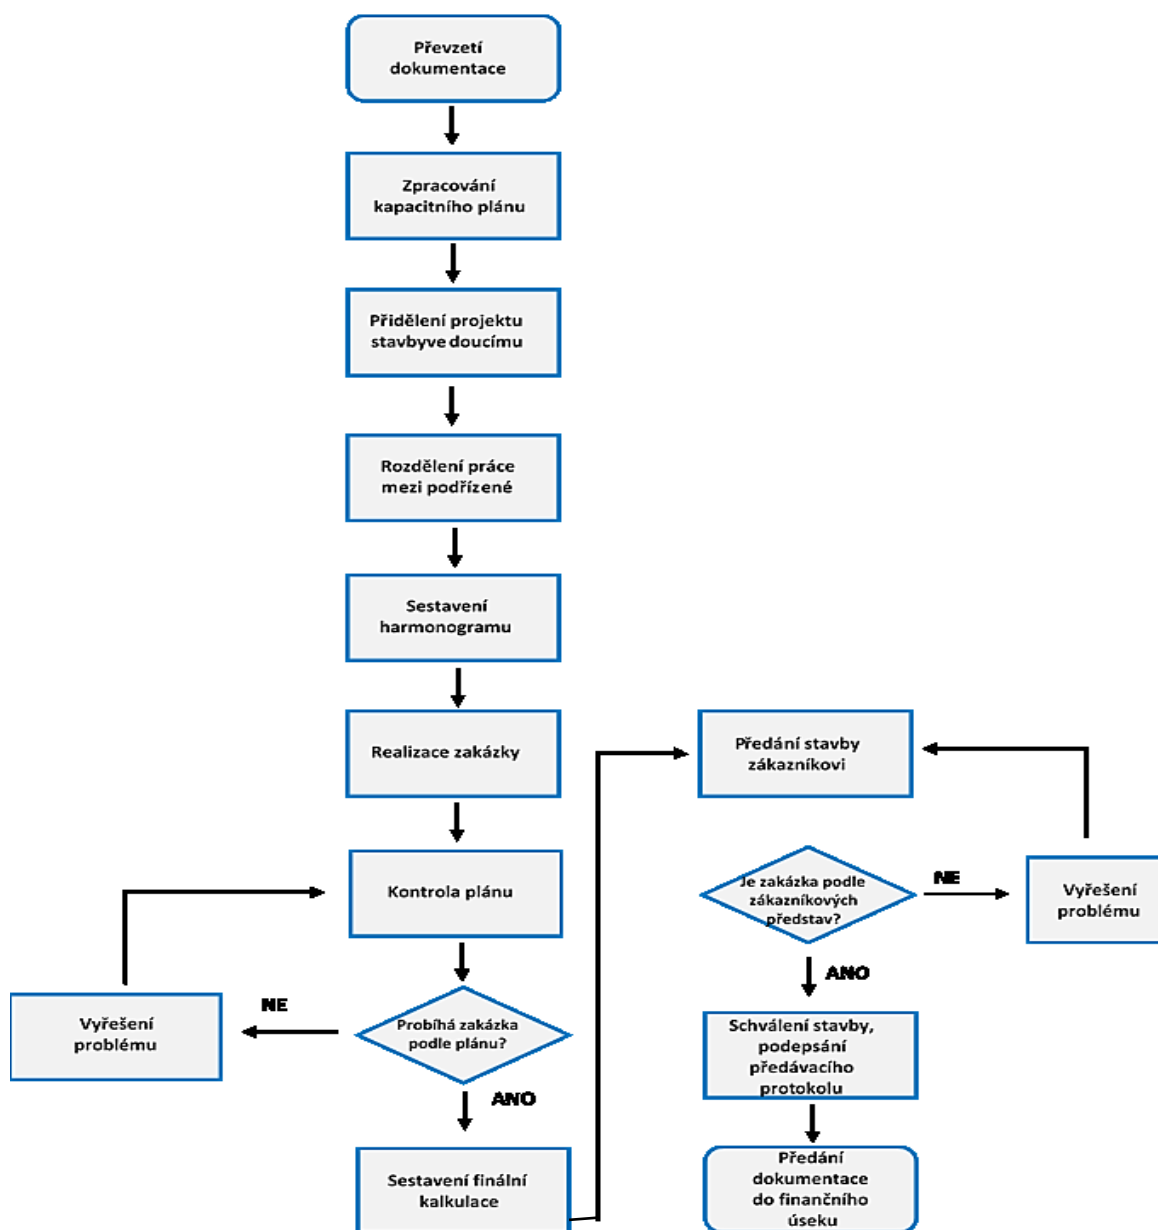 Převzetí
dokumentace
Zpracování
kapacitního plánu
Přidělení projektu
stavbyve doucímu
Rozdělení práce
mezi podřízené
Sestavení
harmonogramu
Realizace zakázky
Kontrola plánu
Probíhá zakázka
podle plánu?
NE
Vyřešení
problému
ANO
Sestavení finální
kalkulace
Předání stavby
zákazníkovi
Je zakázka podle
zákazníkových
představ?
NE
Vyřešení
problému
ANO
Schválení stavby,
podepsání
předávacího
protokolu
Předání
dokumentace
do finančního
úseku